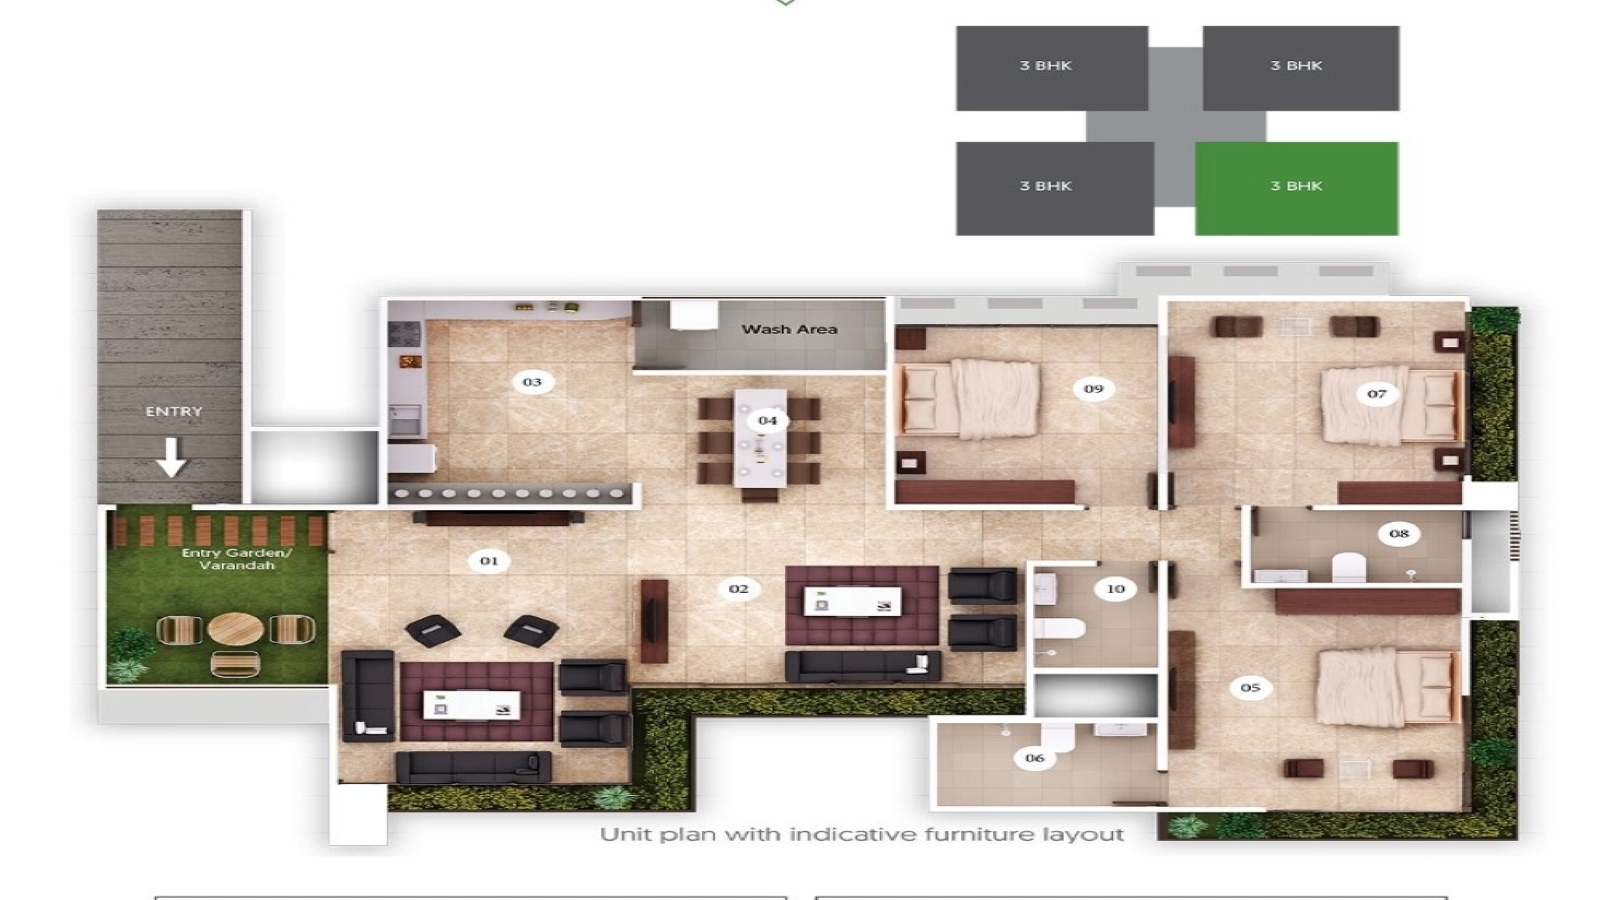 3 BHK
3 BHK
3 BHK
3 BHK
ENTRY
Wash Area
03
04
09
07
Entry Garden/
Varandah
01
02
10
08
05
06
Unit plan with indicative furniture layout